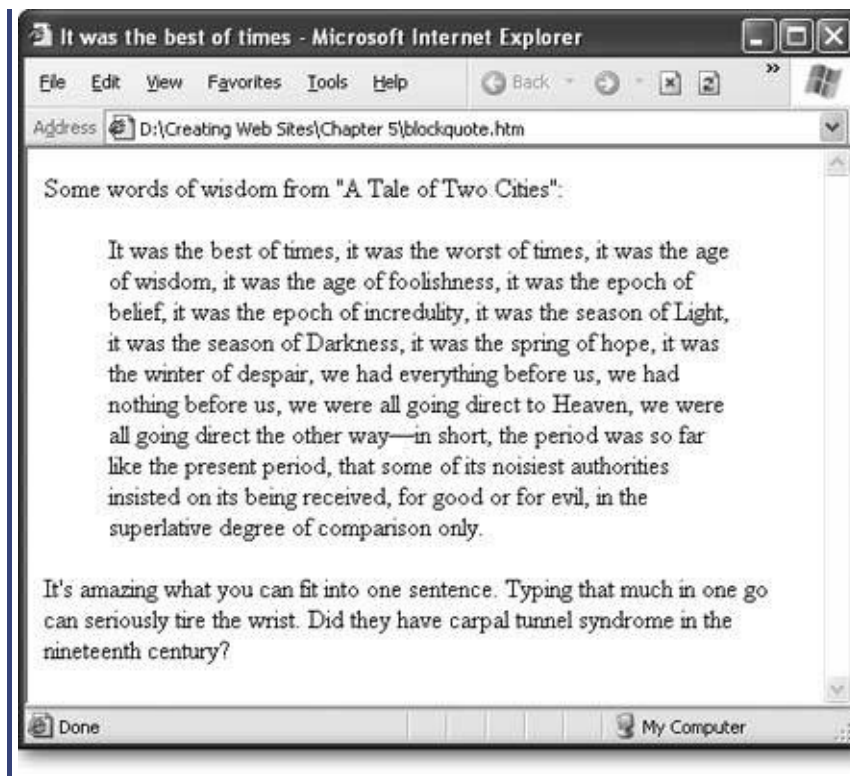 It was the best of times - Microsoft Internet Explorer
File Edit View Favorites Tools Help Back »
Address D:\Creating Web Sites\Chapter 5\blockquote.htm
Some words of wisdom from "A Tale of Two Cities":
It was the best of times, it was the worst of times, it was the age
of wisdom, it was the age of foolishness, it was the epoch of
belief, it was the epoch of incredulity, it was the season of Light,
it was the season of Darkness, it was the spring of hope, it was
the winter of despair, we had everything before us, we had
nothing before us, we were all going direct to Heaven, we were
all going direct the other way—in short, the period was so far
like the present period, that some of its noisiest authorities
insisted on its being received, for good or for evil, in the
superlative degree of comparison only.
It's amazing what you can fit into one sentence. Typing that much in one go
can seriously tire the wrist. Did they have carpal tunnel syndrome in the
nineteenth century?
Done My Computer